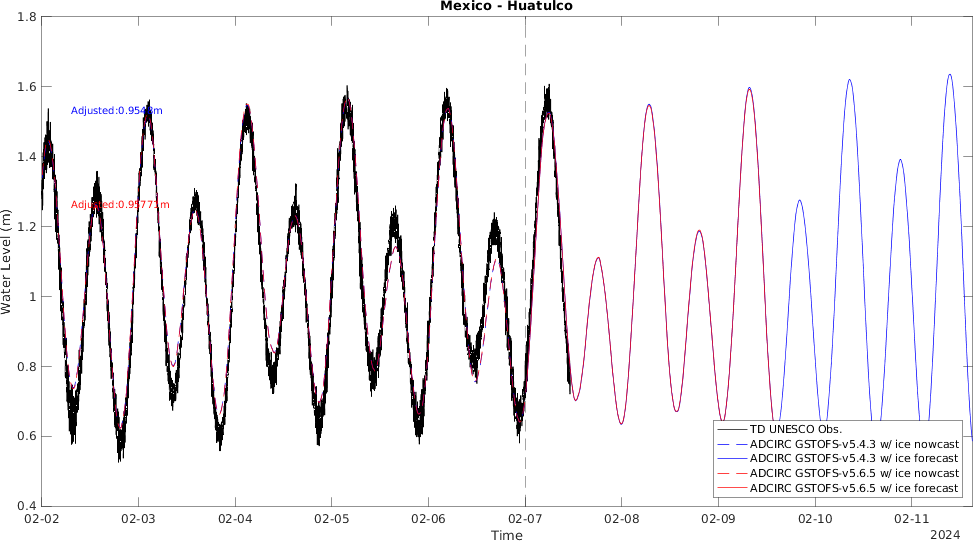 Mexico - Huatulco
1.8
1.6
1.4
1.2
1
0.8
0.6
0.4
Water Level (m)
Adjusted:0.9548m
Adjusted:0.95771m
TD UNESCO Obs.
ADCIRC GSTOFS-v5.4.3 w/ ice nowcast
ADCIRC GSTOFS-v5.4.3 w/ ice forecast
ADCIRC GSTOFS-v5.6.5 w/ ice nowcast
ADCIRC GSTOFS-v5.6.5 w/ ice forecast
02-02 02-03 02-04 02-05 02-06 02-07 02-08 02-09 02-10 02-11
Time
2024